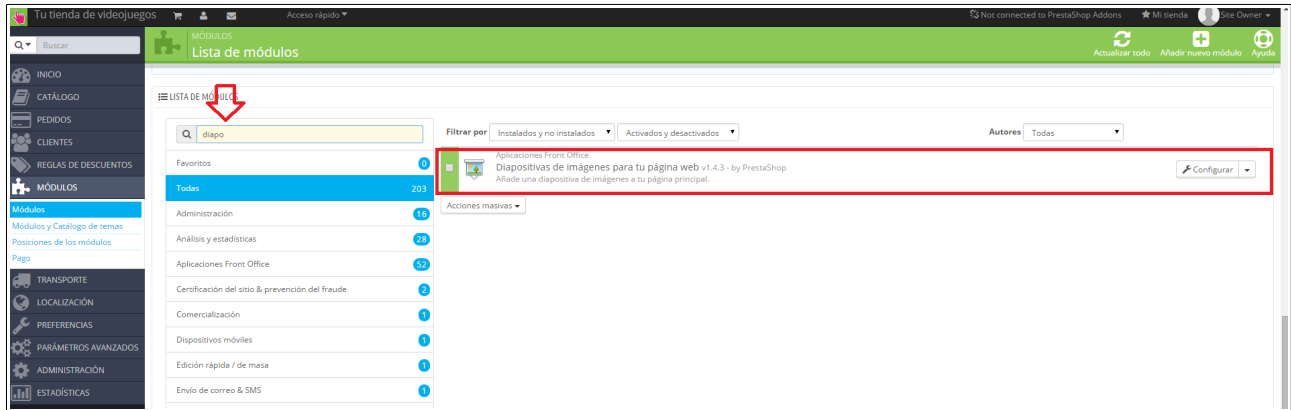 Tu tienda de videojuegos Acceso rápido Not connected to PrestaShop Addons Mi tienda Site Owner
Buscar
MÓDULOS
Lista de módulos
Actualizar todo Añadir nuevo módulo Ayuda
INICIO
CATÁLOGO
PEDIDOS
CLIENTES
REGLAS DE DESCUENTOS
MÓDULOS
Módulos
Módulos y Catálogo de temas
Posiciones de los módulos
Pago
TRANSPORTE
LOCALIZACIÓN
PREFERENCIAS
PARÁMETROS AVANZADOS
ADMINISTRACIÓN
ESTADÍSTICAS
LISTA DE MÓDULOS
diapo
Favoritos 0
Todas 203
Administración 16
Análisis y estadísticas 28
Aplicaciones Front Office 52
Certificación del sitio & prevención del fraude 2
Comercialización 1
Dispositivos móviles 1
Edición rápida / de masa 1
Envío de correo & SMS 1
Filtrar por Instalados y no instalados Activados y desactivados Autores Todas
Aplicaciones Front Office
Diapositivas de imágenes para tu página web v1.4.3 - by PrestaShop
Añade una diapositiva de imágenes a tu página principal.
Configurar
Acciones masivas